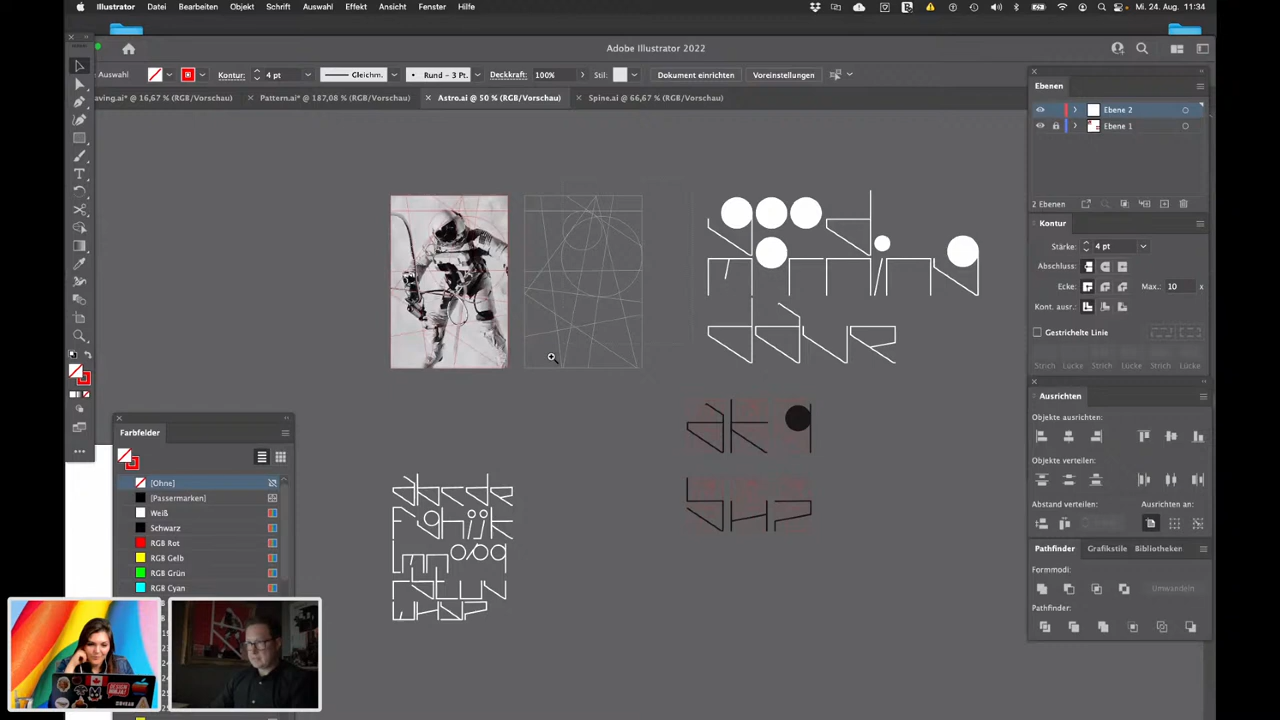 Illustrator Datei Bearbeiten Objekt Schrift Auswahl Effekt Ansicht Fenster Hilfe
Mi. 24. Aug. 11:34
Adobe Illustrator 2022
Auswahl Kontur: 4 pt Gleichm. Rund – 3 Pt. Deckkraft: 100% Stil: Dokument einrichten Voreinstellungen
aving.ai* @ 16,67 % (RGB/Vorschau) Pattern.ai* @ 187,08 % (RGB/Vorschau) Astro.ai @ 50 % (RGB/Vorschau) Spine.ai @ 66,67 % (RGB/Vorschau)
Ebenen
Ebene 2
Ebene 1
2 Ebenen
Kontur
Stärke: 4 pt
Abschluss:
Ecke: Max.: 10 x
Kont. ausr.:
Gestrichelte Linie
Strich Lücke Strich Lücke Strich Lücke
Ausrichten
Objekte ausrichten:
Objekte verteilen:
Abstand verteilen: Ausrichten an:
Pathfinder Grafikstile Bibliotheken
Formmodi:
Umwandeln
Pathfinder:
Farbfelder
[Ohne]
[Passermarken]
Weiß
Schwarz
RGB Rot
RGB Gelb
RGB Grün
RGB Cyan